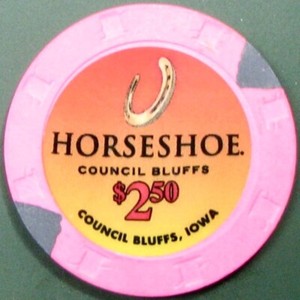 HORSESHOE.
COUNCIL BLUFFS
$2.50
COUNCIL BLUFFS, IOWA